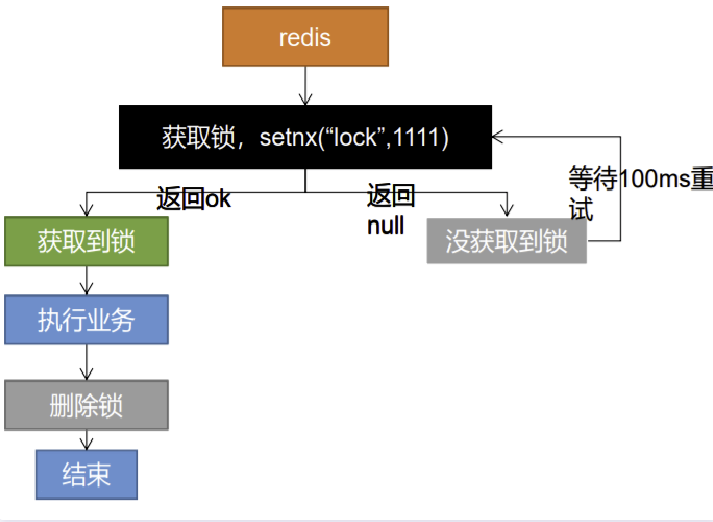 redis
获取锁，setnx(“lock”,1111)
返回ok
返回
null
等待100ms重
试
获取到锁
没获取到锁
执行业务
删除锁
结束